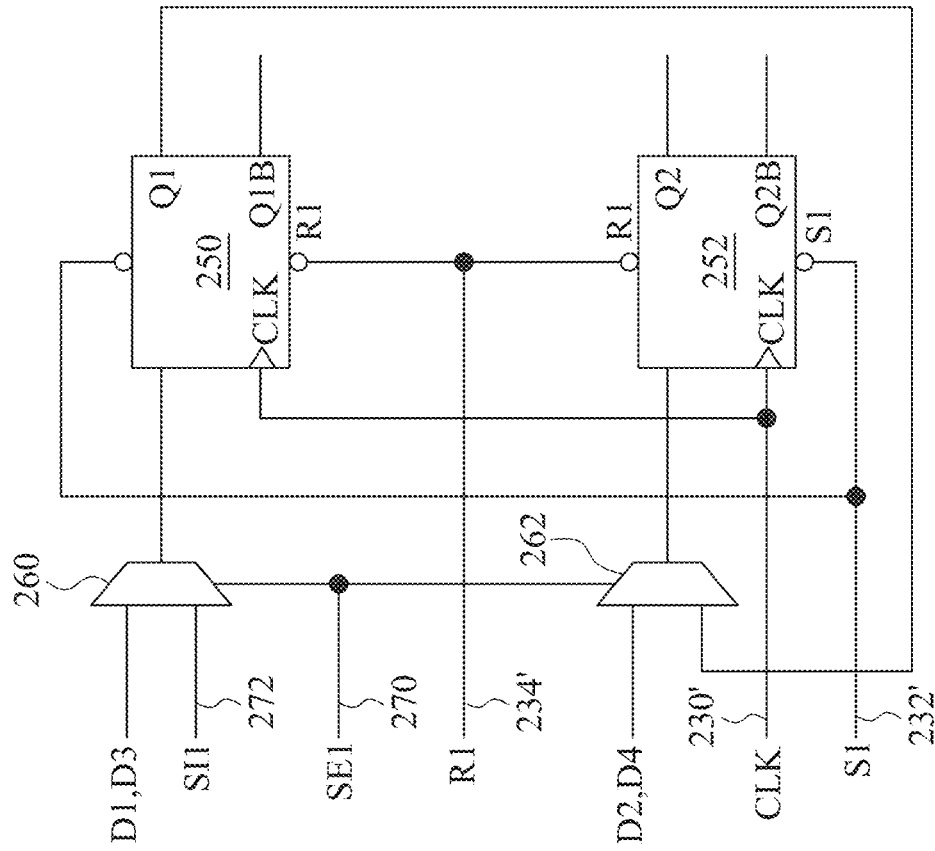 260
D1,D3
SI1
272
Q1
250
CLK
Q1B
R1
SE1
270
R1
234'
262
D2,D4
R1
Q2
252
CLK
Q2B
S1
CLK
230'
S1
232'